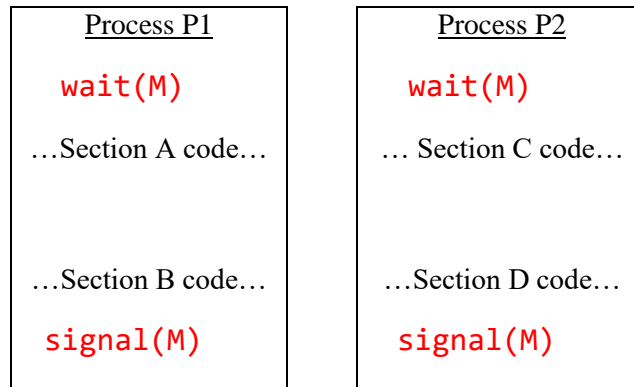 Process P1
wait(M)
…Section A code…
…Section B code…
signal(M)
Process P2
wait(M)
… Section C code…
…Section D code…
signal(M)